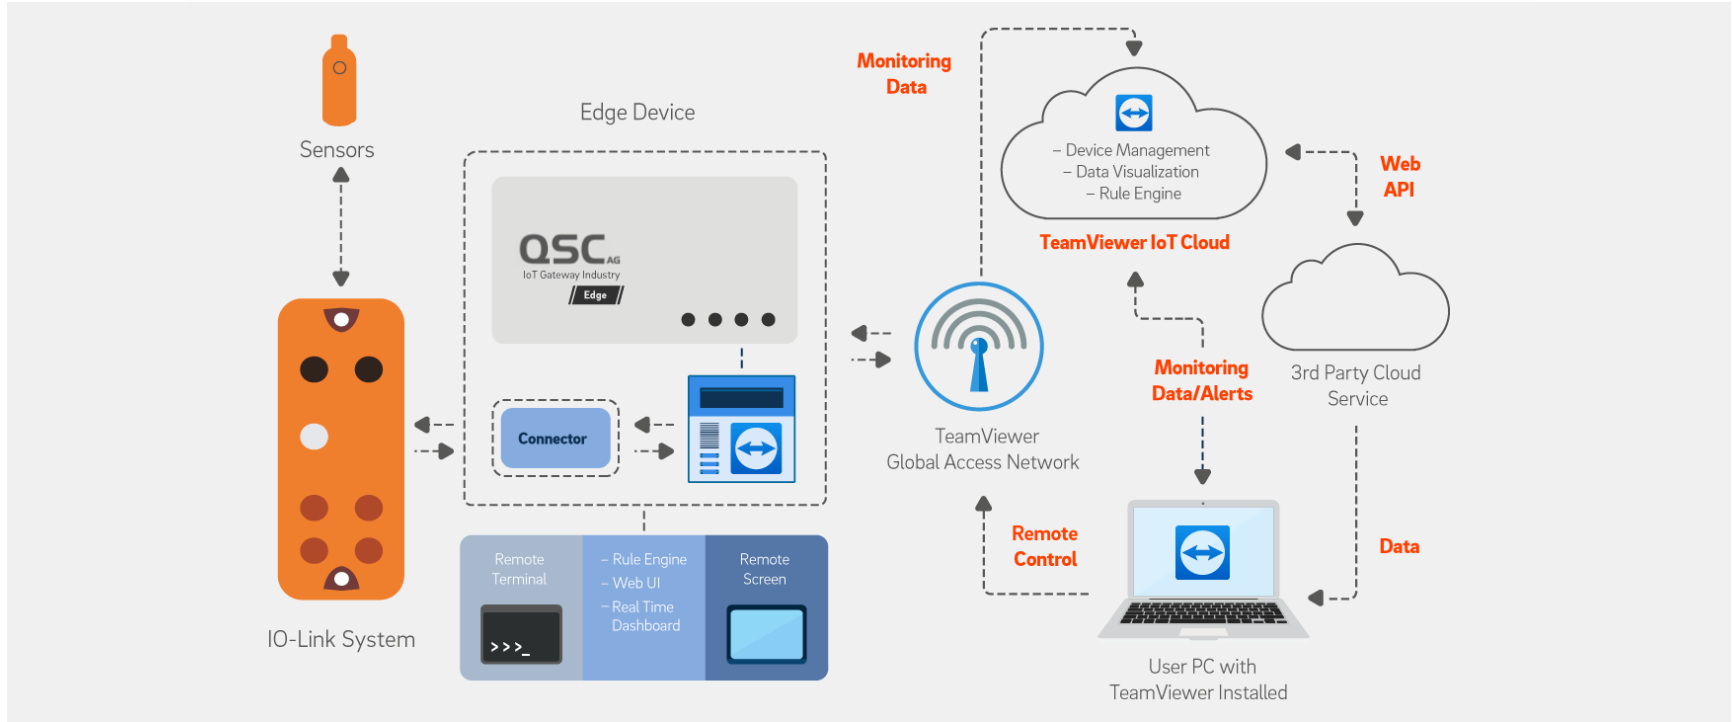 Sensors
IO-Link System
Edge Device
QSC AG
IoT Gateway Industry
Edge
Connector
Remote
Terminal
>>>_
– Rule Engine
– Web UI
– Real Time
Dashboard
Remote
Screen
Monitoring
Data
TeamViewer
Global Access Network
– Device Management
– Data Visualization
– Rule Engine
TeamViewer IoT Cloud
Web
API
3rd Party Cloud
Service
Monitoring
Data/Alerts
Remote
Control
Data
User PC with
TeamViewer Installed